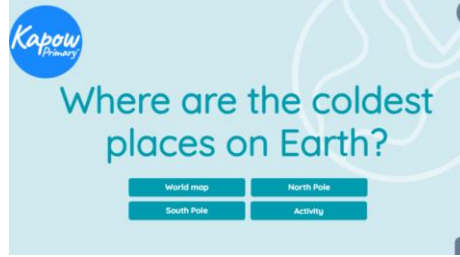 Kapow
Primary
Where are the coldest
places on Earth?
World map
North Pole
South Pole
Activity